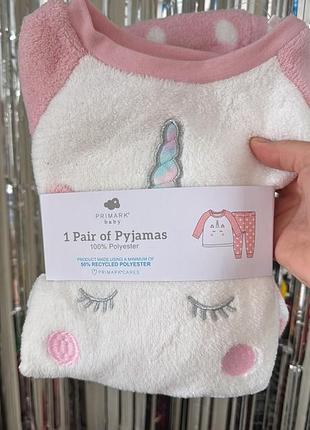 PRIMARK
baby
1 Pair of Pyjamas
100% Polyester
PRODUCT MADE USING A MINIMUM OF
50% RECYCLED POLYESTER
PRIMARKCARES